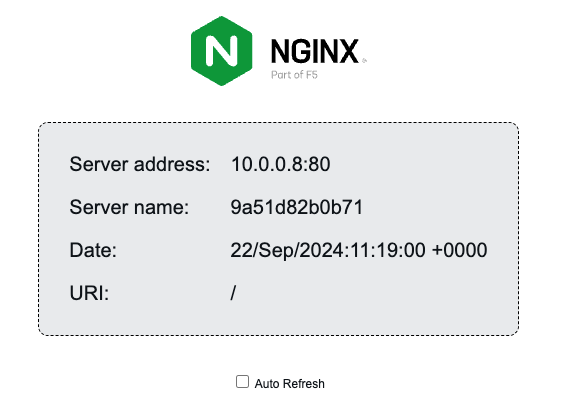 NGINX
Part of F5
Server address: 10.0.0.8:80
Server name: 9a51d82b0b71
Date: 22/Sep/2024:11:19:00 +0000
URI: /
Auto Refresh